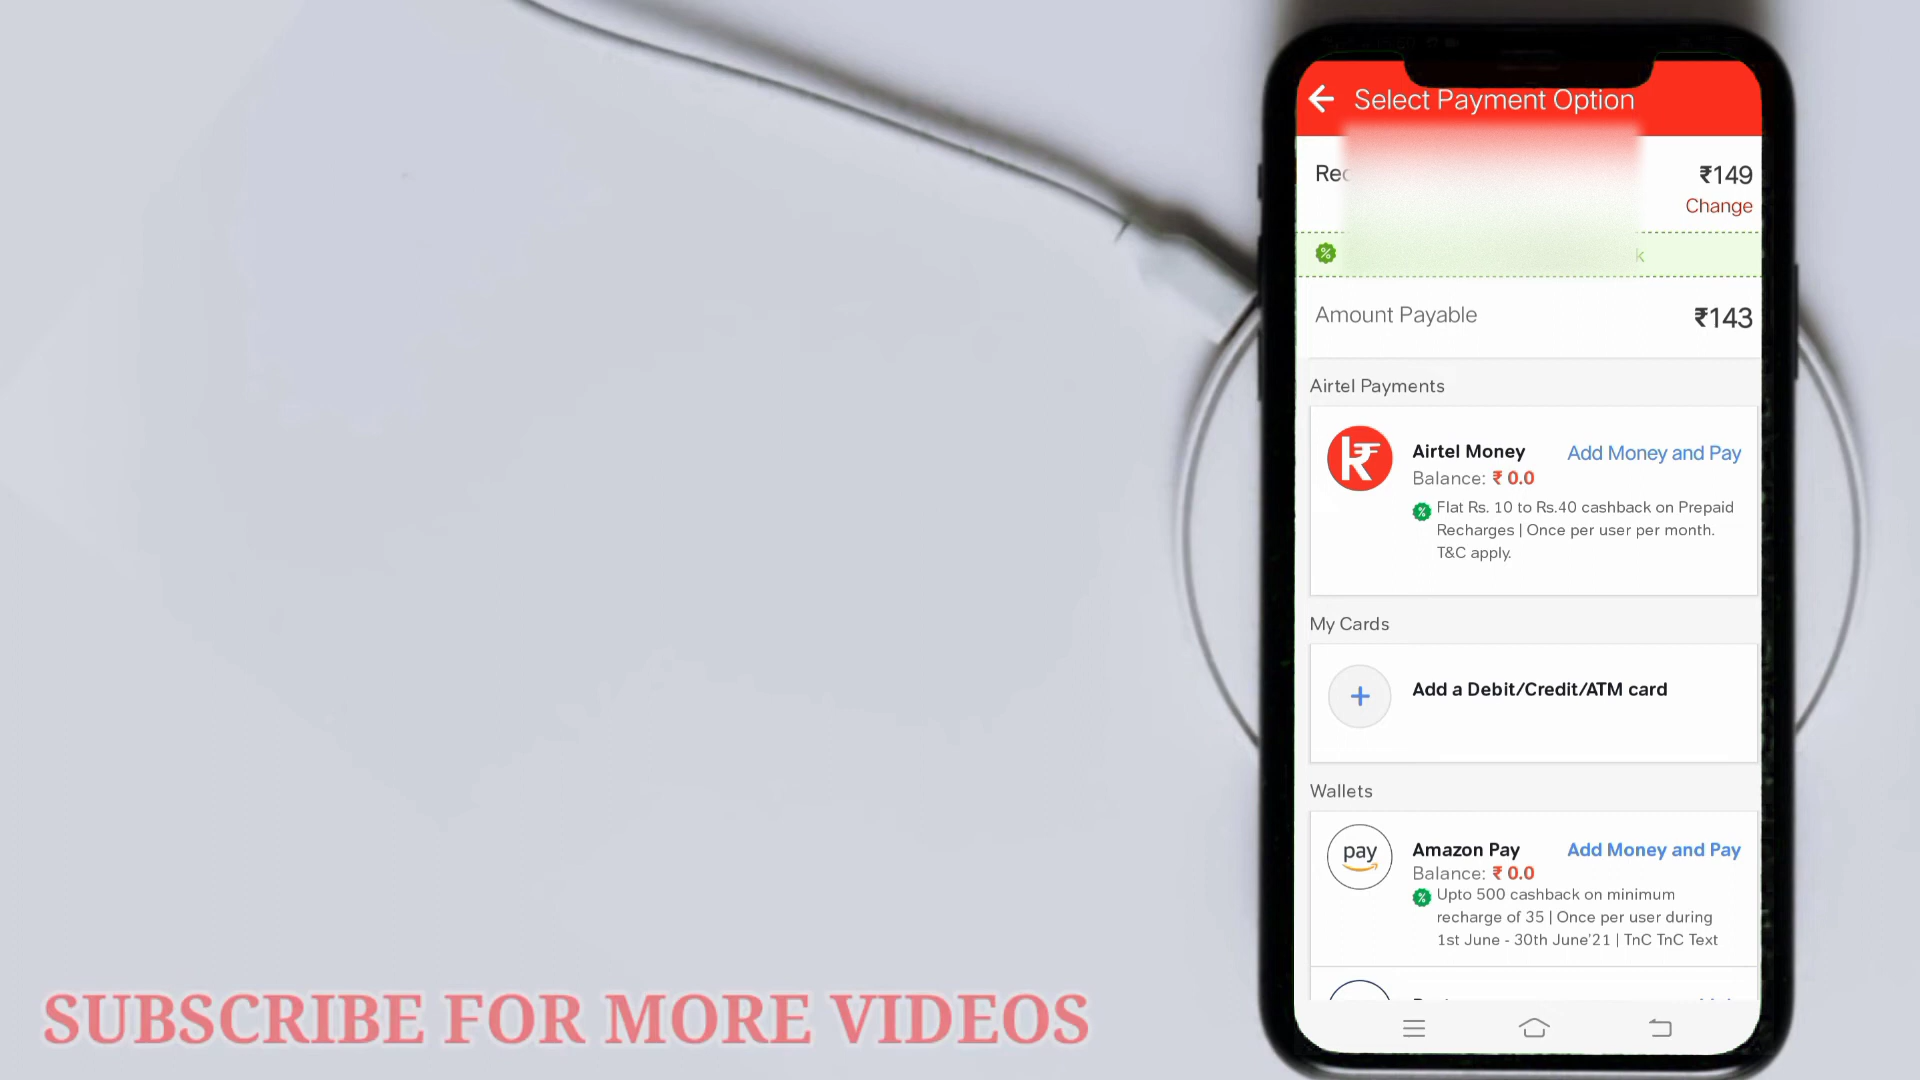 Select Payment Option
₹149
Change
Amount Payable
₹143
Airtel Payments
Airtel Money
Add Money and Pay
Balance: ₹ 0.0
Flat Rs. 10 to Rs.40 cashback on Prepaid
Recharges | Once per user per month.
T&C apply.
My Cards
Add a Debit/Credit/ATM card
Wallets
pay
Amazon Pay
Add Money and Pay
Balance: ₹ 0.0
Upto 500 cashback on minimum
recharge of 35 | Once per user during
1st June - 30th June'21 | TnC TnC Text
SUBSCRIBE FOR MORE VIDEOS